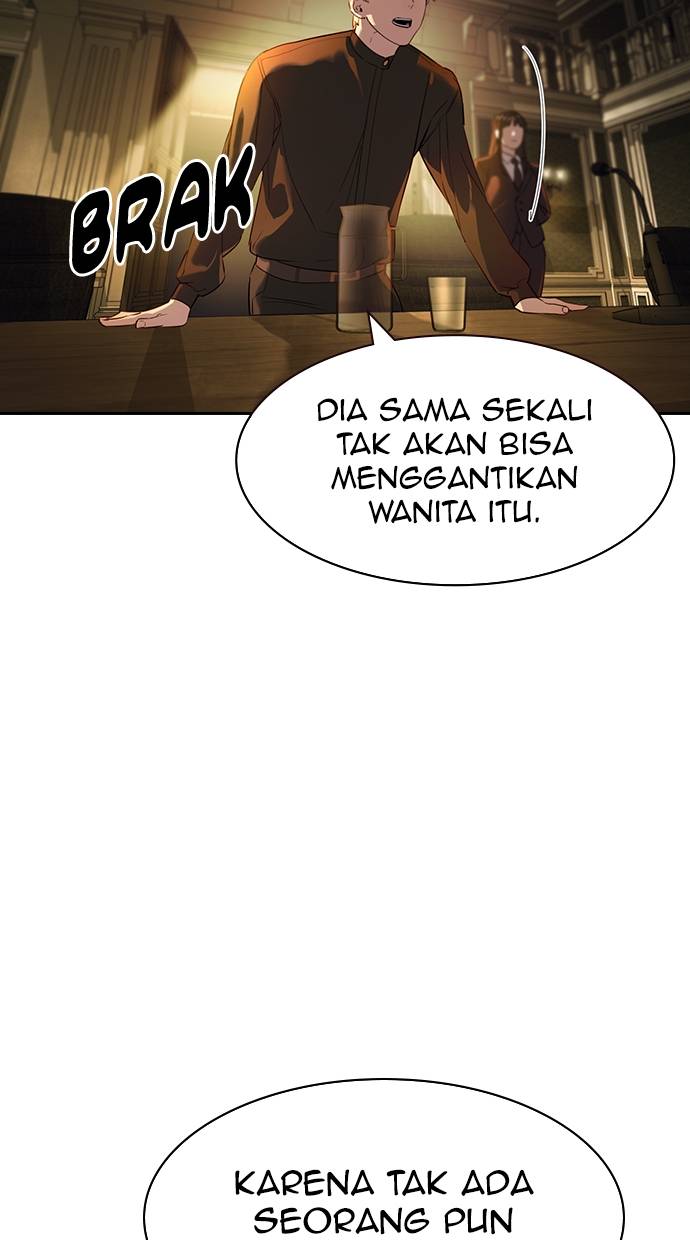 BRAK
DIA SAMA SEKALI
TAK AKAN BISA
MENGGANTIKAN
WANITA ITU.
KARENA TAK ADA
SEORANG PUN